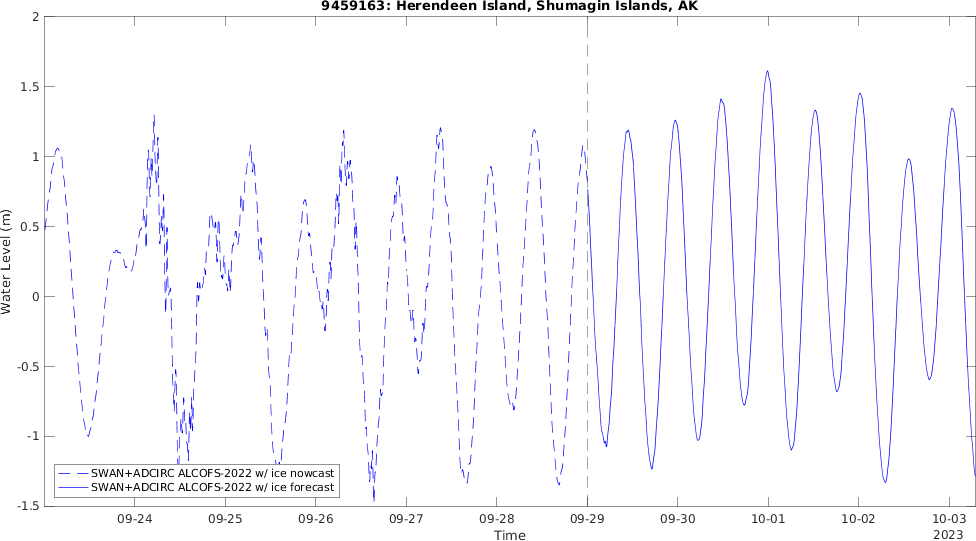 9459163: Herendeen Island, Shumagin Islands, AK
2
1.5
1
0.5
0
-0.5
-1
-1.5
Water Level (m)
SWAN+ADCIRC ALCOFS-2022 w/ ice nowcast
SWAN+ADCIRC ALCOFS-2022 w/ ice forecast
09-24 09-25 09-26 09-27 09-28 09-29 09-30 10-01 10-02 10-03
Time
2023